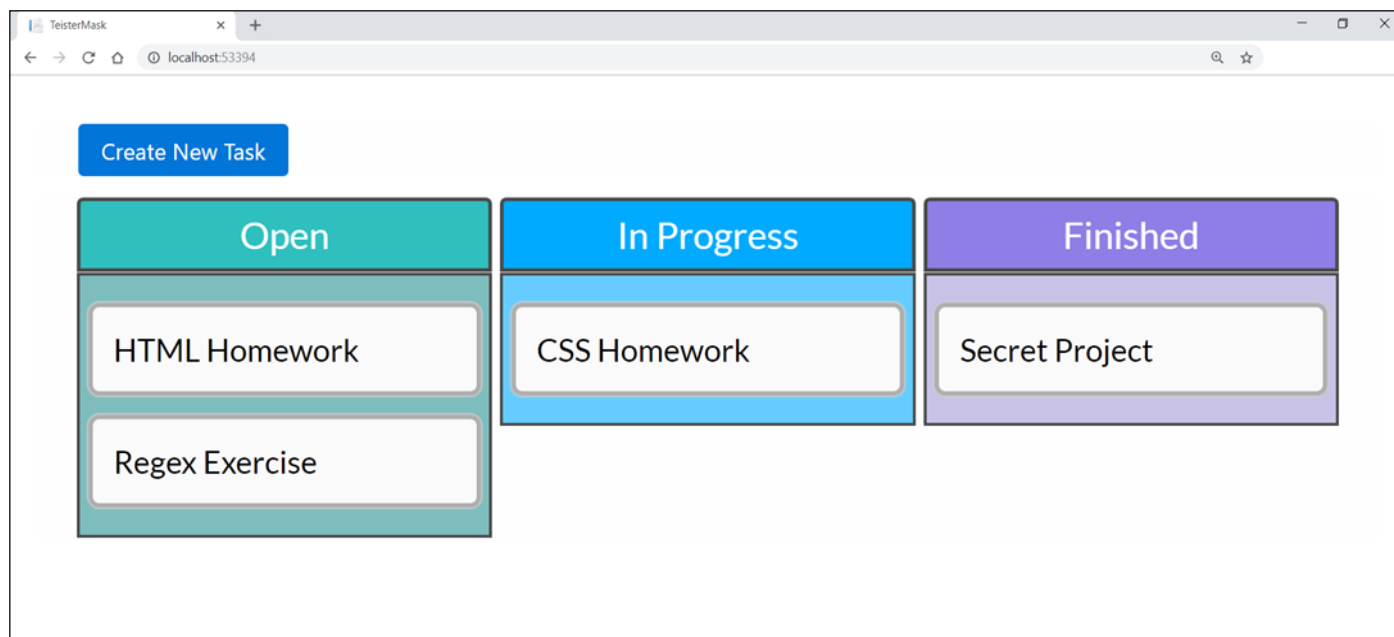 TeisterMask
localhost:53394
Create New Task
Open
In Progress
Finished
HTML Homework
CSS Homework
Secret Project
Regex Exercise